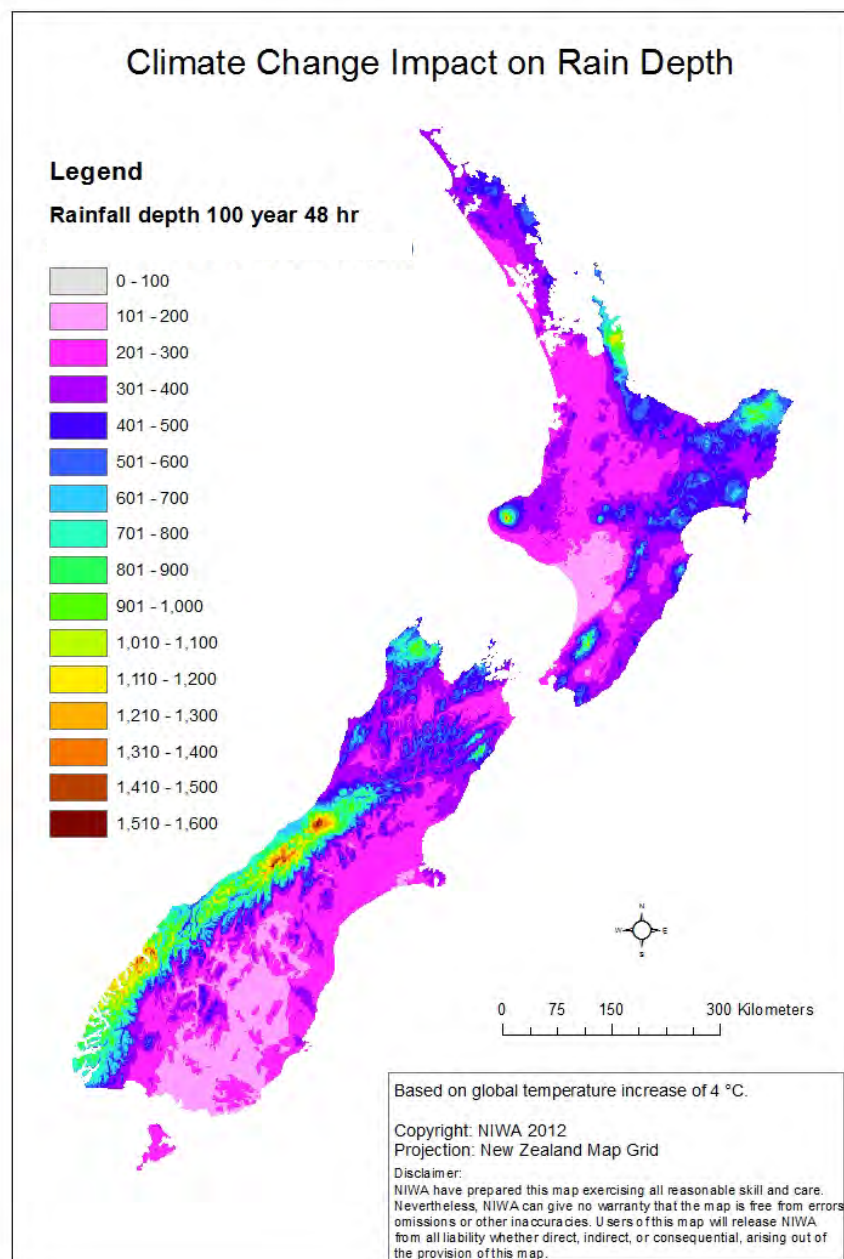 Climate Change Impact on Rain Depth
Legend
Rainfall depth 100 year 48 hr
0 - 100
101 - 200
201 - 300
301 - 400
401 - 500
501 - 600
601 - 700
701 - 800
801 - 900
901 - 1,000
1,010 - 1,100
1,110 - 1,200
1,210 - 1,300
1,310 - 1,400
1,410 - 1,500
1,510 - 1,600
N
W E
S
0 75 150 300 Kilometers
Based on global temperature increase of 4 °C.
Copyright: NIWA 2012
Projection: New Zealand Map Grid
Disclaimer:
NIWA have prepared this map exercising all reasonable skill and care.
Nevertheless, NIWA can give no warranty that the map is free from errors
omissions or other inaccuracies. Users of this map will release NIWA
from all liability whether direct, indirect, or consequential, arising out of
the provision of this map.